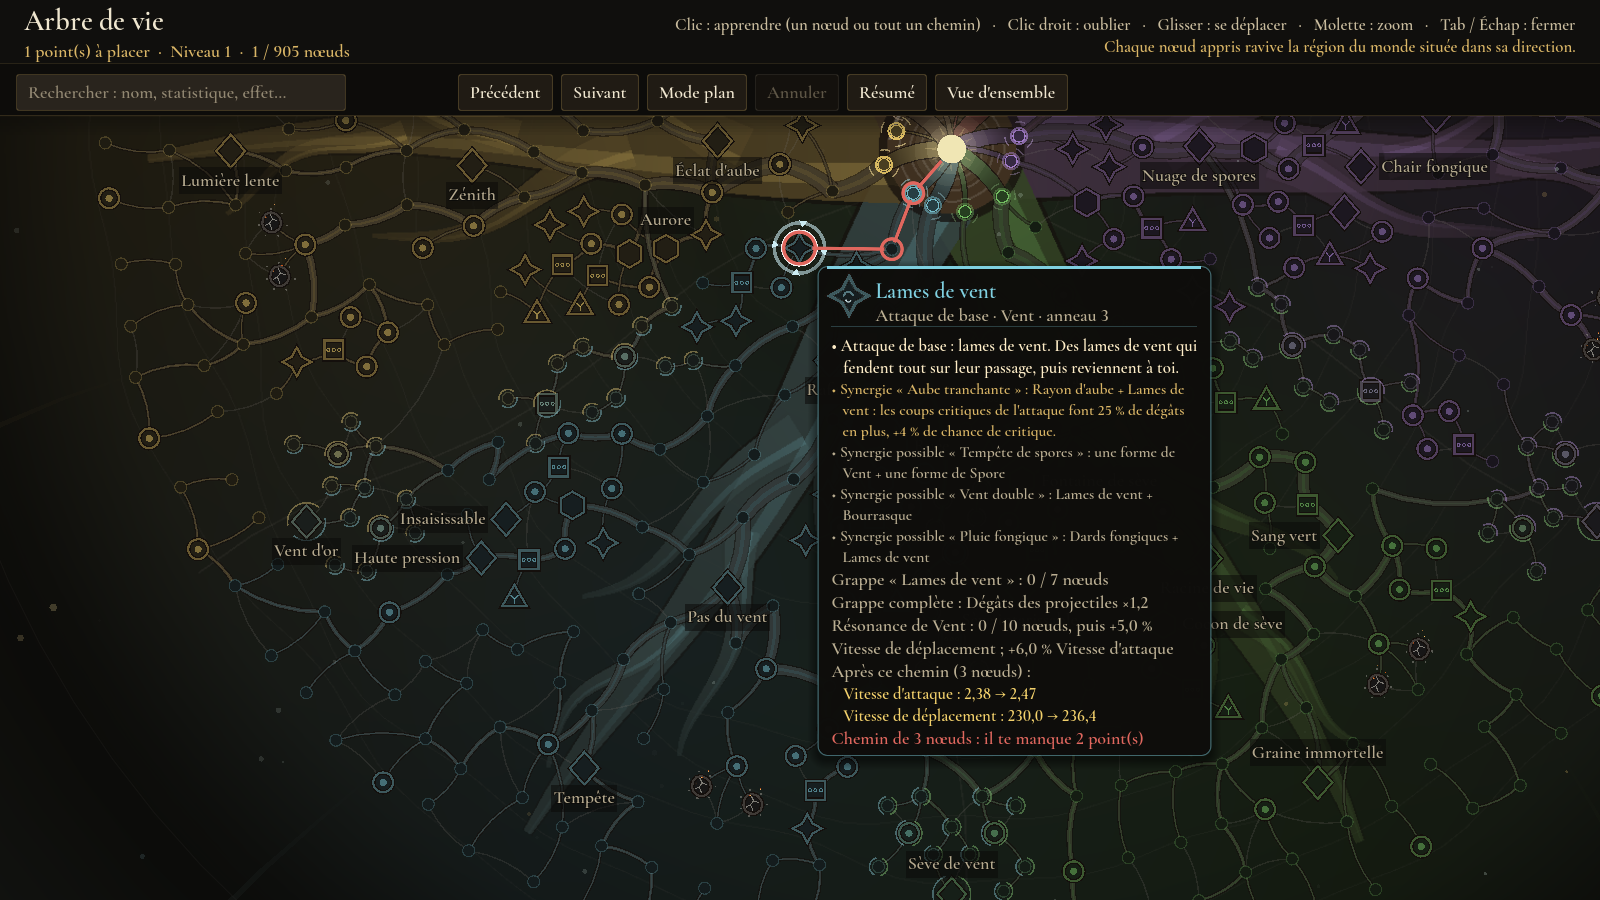 Arbre de vie
1 point(s) à placer · Niveau 1 · 1 / 905 nœuds
Clic : apprendre (un nœud ou tout un chemin) · Clic droit : oublier · Glisser : se déplacer · Molette : zoom · Tab / Échap : fermer
Chaque nœud appris ravive la région du monde située dans sa direction.
Rechercher : nom, statistique, effet...
Précédent
Suivant
Mode plan
Annuler
Résumé
Vue d'ensemble
Lumière lente
Zénith
Éclat d'aube
Aurore
Nuage de spores
Chair fongique
Lames de vent
Attaque de base · Vent · anneau 3
• Attaque de base : lames de vent. Des lames de vent qui
fendent tout sur leur passage, puis reviennent à toi.
• Synergie « Aube tranchante » : Rayon d'aube + Lames de
vent : les coups critiques de l'attaque font 25 % de dégâts
en plus, +4 % de chance de critique.
• Synergie possible « Tempête de spores » : une forme de
Vent + une forme de Spore
• Synergie possible « Vent double » : Lames de vent +
Bourrasque
• Synergie possible « Pluie fongique » : Dards fongiques +
Lames de vent
Grappe « Lames de vent » : 0 / 7 nœuds
Grappe complète : Dégâts des projectiles ×1,2
Résonance de Vent : 0 / 10 nœuds, puis +5,0 %
Vitesse de déplacement ; +6,0 % Vitesse d'attaque
Après ce chemin (3 nœuds) :
Vitesse d'attaque : 2,38 → 2,47
Vitesse de déplacement : 230,0 → 236,4
Chemin de 3 nœuds : il te manque 2 point(s)
Insaisissable
Vent d'or
Haute pression
Sang vert
de vie
on de sève
Pas du vent
Graine immortelle
Tempête
Sève de vent